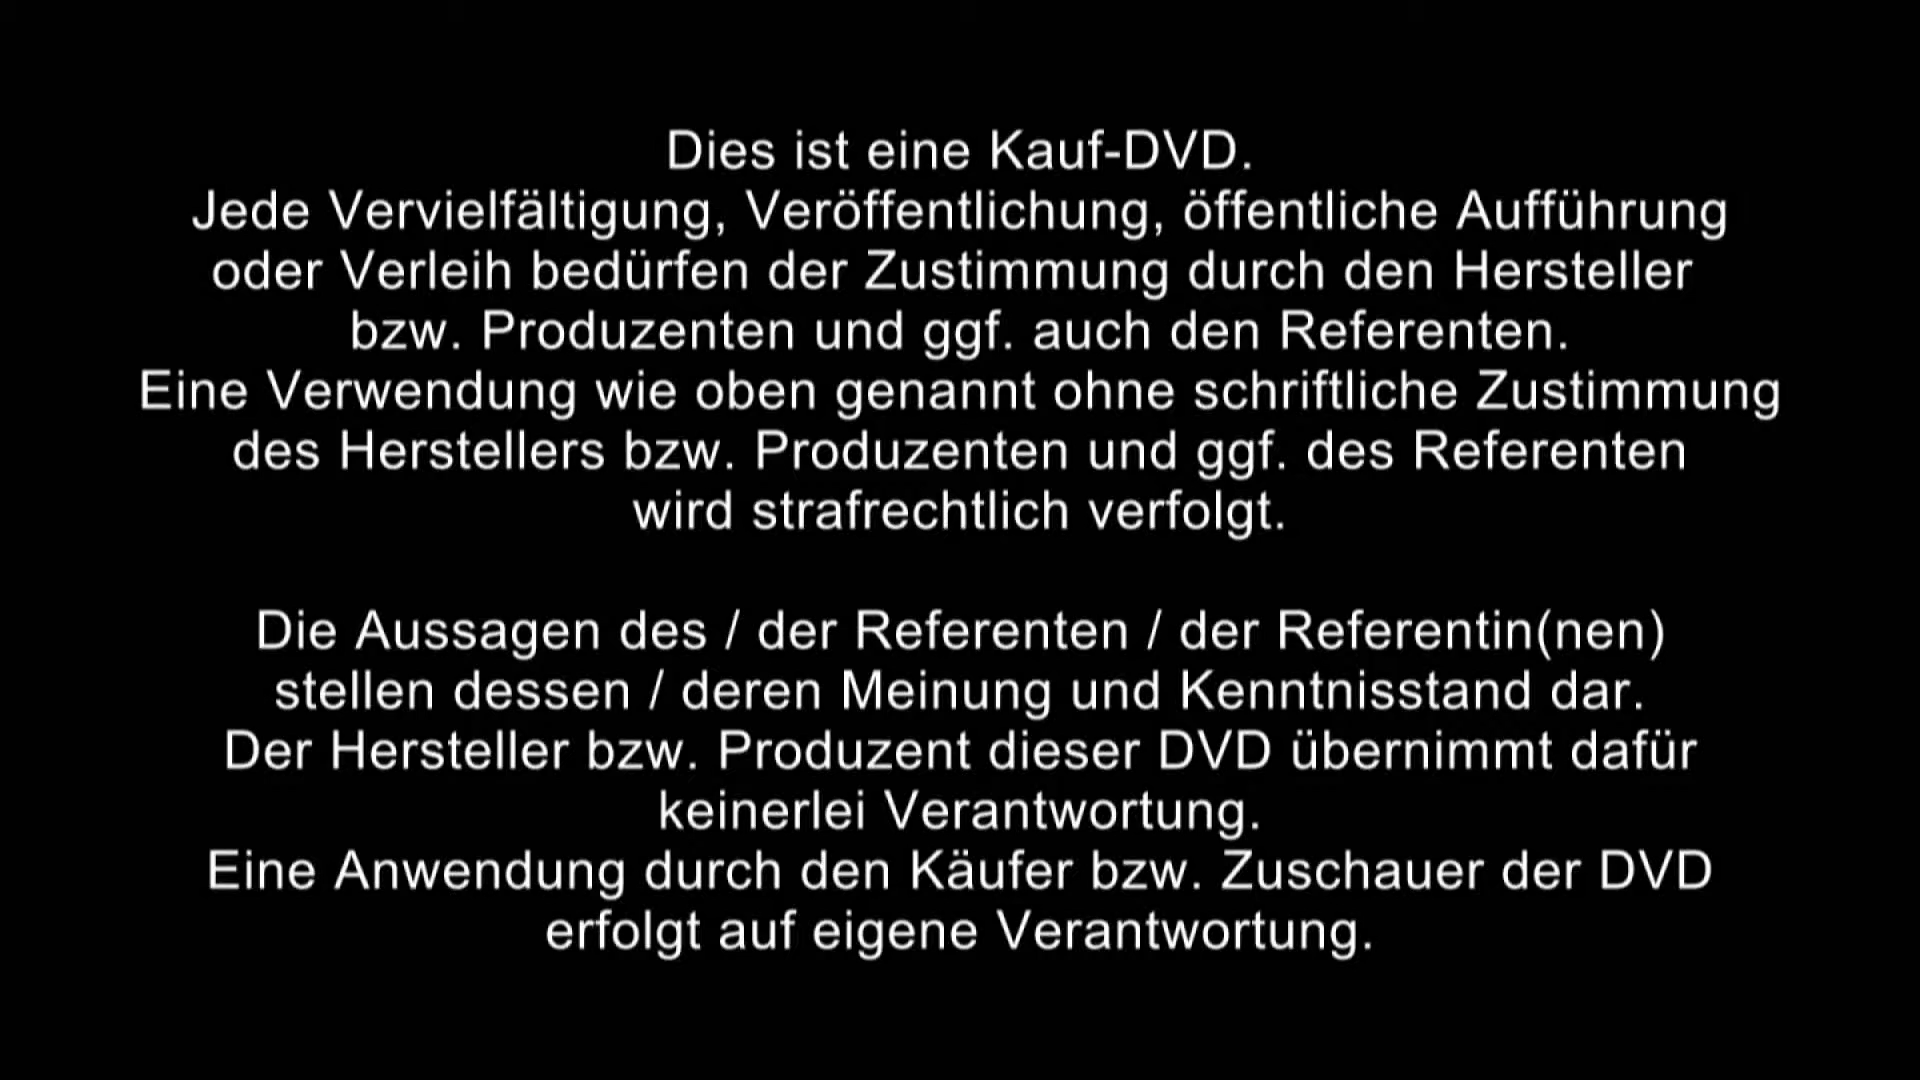 Dies ist eine Kauf-DVD.
Jede Vervielfältigung, Veröffentlichung, öffentliche Aufführung
oder Verleih bedürfen der Zustimmung durch den Hersteller
bzw. Produzenten und ggf. auch den Referenten.
Eine Verwendung wie oben genannt ohne schriftliche Zustimmung
des Herstellers bzw. Produzenten und ggf. des Referenten
wird strafrechtlich verfolgt.
Die Aussagen des / der Referenten / der Referentin(nen)
stellen dessen / deren Meinung und Kenntnisstand dar.
Der Hersteller bzw. Produzent dieser DVD übernimmt dafür
keinerlei Verantwortung.
Eine Anwendung durch den Käufer bzw. Zuschauer der DVD
erfolgt auf eigene Verantwortung.